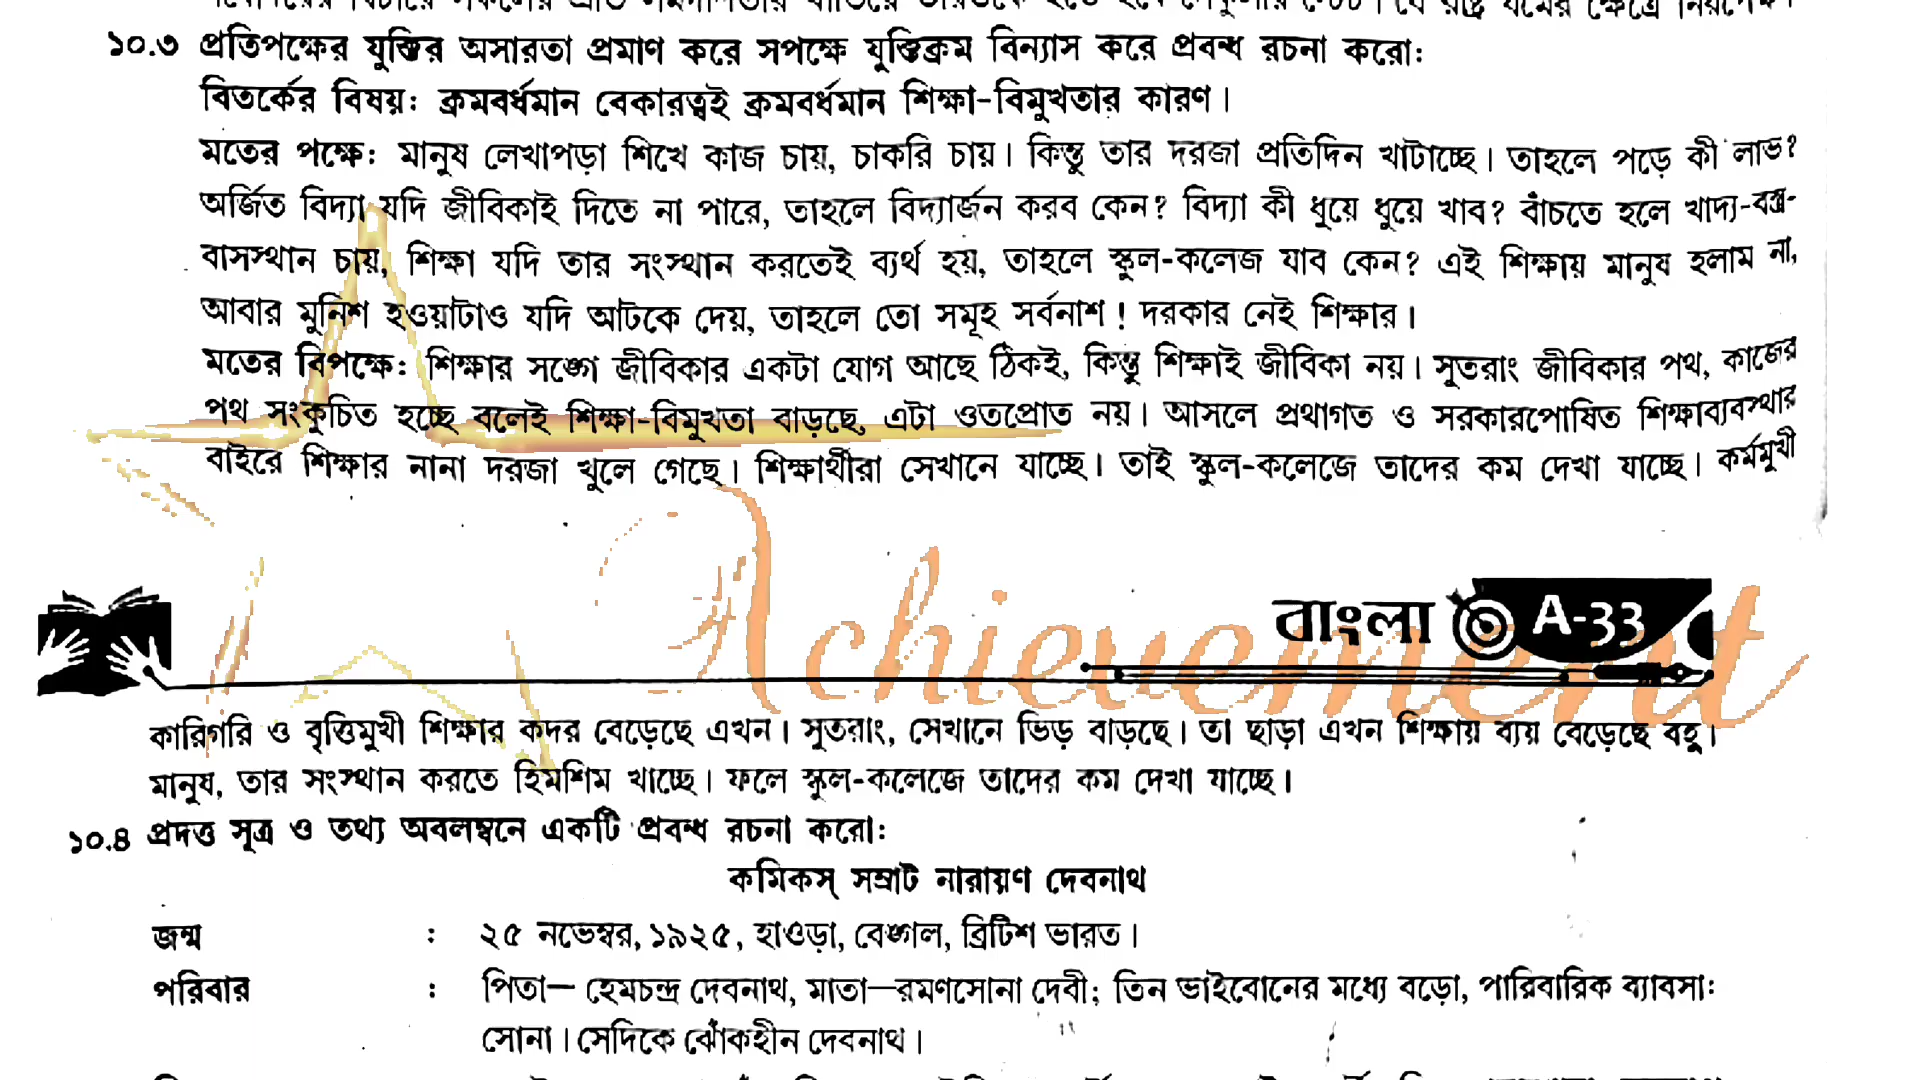 ১০.৩ প্রতিপক্ষের যুক্তির অসারতা প্রমাণ করে সপক্ষে যুক্তিক্রম বিন্যাস করে প্রবন্ধ রচনা করো:
বিতর্কের বিষয়: ক্রমবর্ধমান বেকারত্বই ক্রমবর্ধমান শিক্ষা-বিমুখতার কারণ।
মতের পক্ষে: মানুষ লেখাপড়া শিখে কাজ চায়, চাকরি চায়। কিন্তু তার দরজা প্রতিদিন খাটাচ্ছে। তাহলে পড়ে কী লাভ?
অর্জিত বিদ্যা যদি জীবিকাই দিতে না পারে, তাহলে বিদ্যার্জন করব কেন? বিদ্যা কী ধুয়ে ধুয়ে খাব? বাঁচতে হলে খাদ্য-বস্ত্র-
বাসস্থান চায়, শিক্ষা যদি তার সংস্থান করতেই ব্যর্থ হয়, তাহলে স্কুল-কলেজ যাব কেন? এই শিক্ষায় মানুষ হলাম না,
আবার মুনিশ হওয়াটাও যদি আটকে দেয়, তাহলে তো সমূহ সর্বনাশ! দরকার নেই শিক্ষার।
মতের বিপক্ষে: শিক্ষার সঙ্গে জীবিকার একটা যোগ আছে ঠিকই, কিন্তু শিক্ষাই জীবিকা নয়। সুতরাং জীবিকার পথ, কাজের
পথ সংকুচিত হচ্ছে বলেই শিক্ষা-বিমুখতা বাড়ছে, এটা ওতপ্রোত নয়। আসলে প্রথাগত ও সরকারপোষিত শিক্ষাব্যবস্থার
বাইরে শিক্ষার নানা দরজা খুলে গেছে। শিক্ষার্থীরা সেখানে যাচ্ছে। তাই স্কুল-কলেজে তাদের কম দেখা যাচ্ছে। কর্মমুখী
বাংলা A-33
Achievement
কারিগরি ও বৃত্তিমুখী শিক্ষার কদর বেড়েছে এখন। সুতরাং, সেখানে ভিড় বাড়ছে। তা ছাড়া এখন শিক্ষায় ব্যয় বেড়েছে বহু।
মানুষ, তার সংস্থান করতে হিমশিম খাচ্ছে। ফলে স্কুল-কলেজে তাদের কম দেখা যাচ্ছে।
১০.৪ প্রদত্ত সূত্র ও তথ্য অবলম্বনে একটি প্রবন্ধ রচনা করো:
কমিকস্ সম্রাট নারায়ণ দেবনাথ
জন্ম : ২৫ নভেম্বর, ১৯২৫, হাওড়া, বেঙ্গল, ব্রিটিশ ভারত।
পরিবার : পিতা— হেমচন্দ্র দেবনাথ, মাতা—রমণসোনা দেবী; তিন ভাইবোনের মধ্যে বড়ো, পারিবারিক ব্যাবসা:
সোনা। সেদিকে ঝোঁকহীন দেবনাথ।